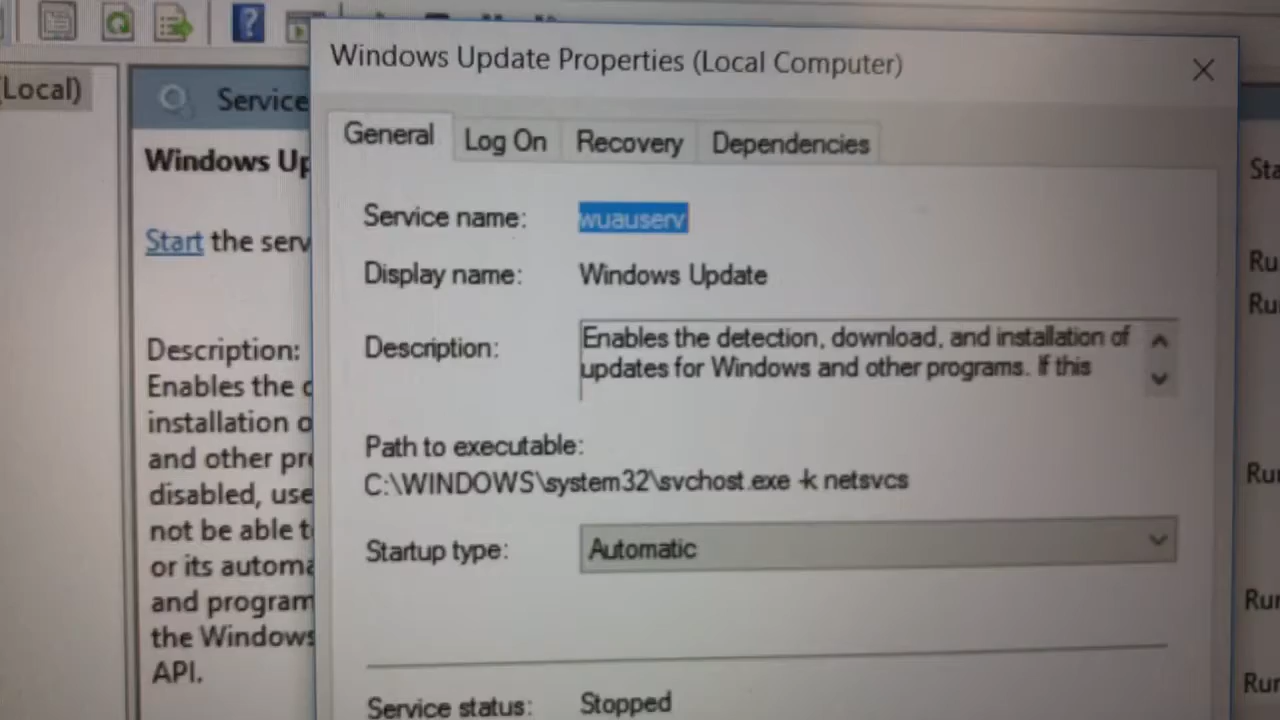 Windows Update Properties (Local Computer)
(Local)
Service
General
Log On
Recovery
Dependencies
Windows Up
Start the serv
Description:
Enables the
installation o
and other pr
disabled, use
not be able t
or its automa
and program
the Windows
API.
Service name: wuauserv
Display name: Windows Update
Description: Enables the detection, download, and installation of
updates for Windows and other programs. If this
Path to executable:
C:\WINDOWS\system32\svchost.exe -k netsvcs
Startup type: Automatic
Service status: Stopped
Sta
Ru
Ru
Ru
Rur
Rur